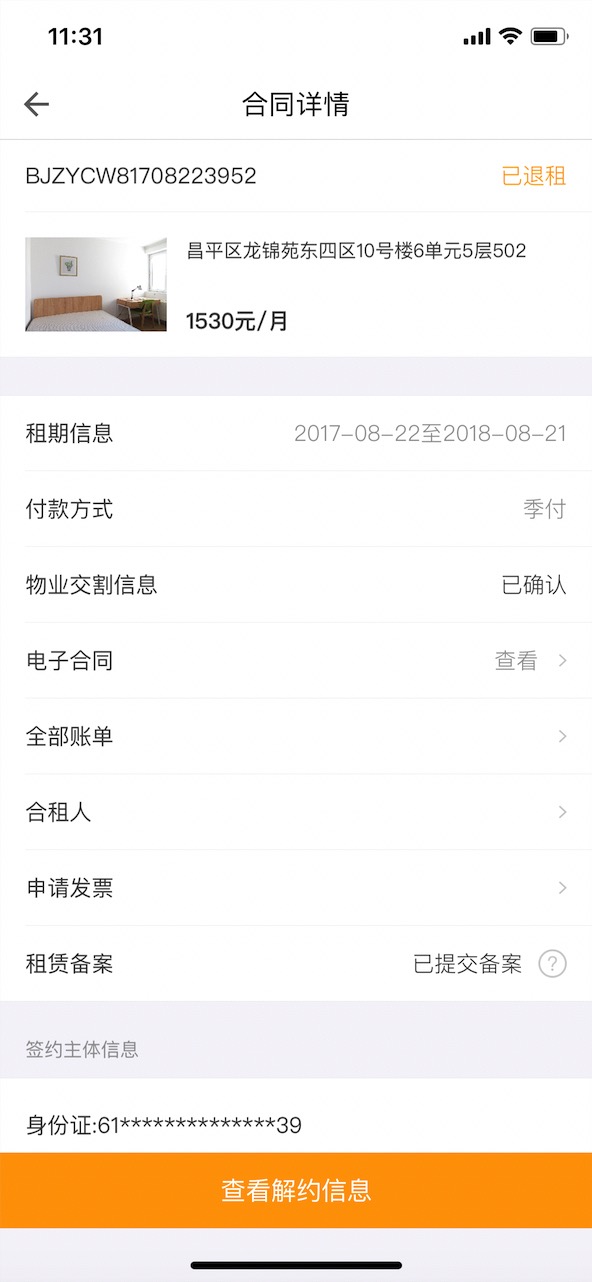 11:31
合同详情
BJZYCW81708223952
已退租
昌平区龙锦苑东四区10号楼6单元5层502
1530元/月
租期信息
2017-08-22至2018-08-21
付款方式
季付
物业交割信息
已确认
电子合同
查看
全部账单
合租人
申请发票
租赁备案
已提交备案 ?
签约主体信息
身份证:61**************39
查看解约信息